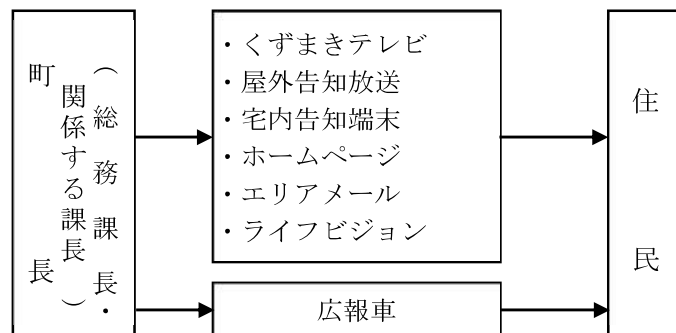 町長
（総務課長・
関係する課長）
・くずまきテレビ
・屋外告知放送
・宅内告知端末
・ホームページ
・エリアメール
・ライフビジョン
広報車
住民